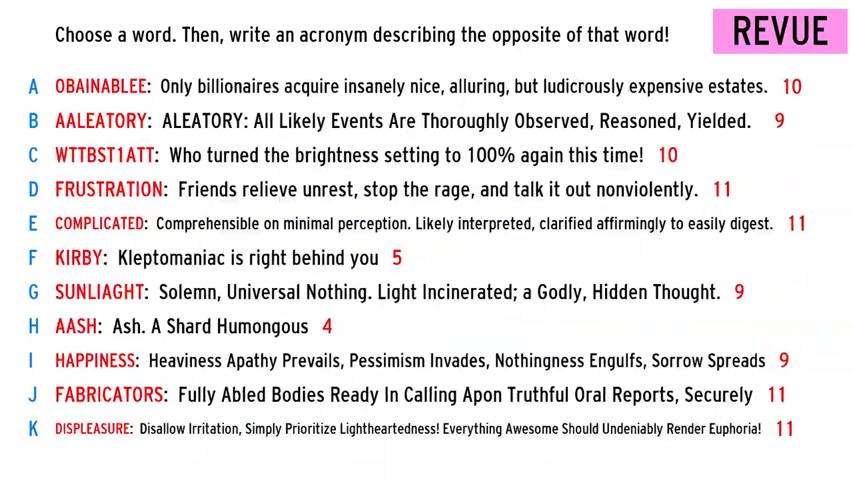 Choose a word. Then, write an acronym describing the opposite of that word!
REVUE
A OBAINABLEE: Only billionaires acquire insanely nice, alluring, but ludicrously expensive estates. 10
B AALEATORY: ALEATORY: All Likely Events Are Thoroughly Observed, Reasoned, Yielded. 9
C WTTBST1ATT: Who turned the brightness setting to 100% again this time! 10
D FRUSTRATION: Friends relieve unrest, stop the rage, and talk it out nonviolently. 11
E COMPLICATED: Comprehensible on minimal perception. Likely interpreted, clarified affirmingly to easily digest. 11
F KIRBY: Kleptomaniac is right behind you 5
G SUNLIAGHT: Solemn, Universal Nothing. Light Incinerated; a Godly, Hidden Thought. 9
H AASH: Ash. A Shard Humongous 4
I HAPPINESS: Heaviness Apathy Prevails, Pessimism Invades, Nothingness Engulfs, Sorrow Spreads 9
J FABRICATORS: Fully Abled Bodies Ready In Calling Apon Truthful Oral Reports, Securely 11
K DISPLEASURE: Disallow Irritation, Simply Prioritize Lightheartedness! Everything Awesome Should Undeniably Render Euphoria! 11